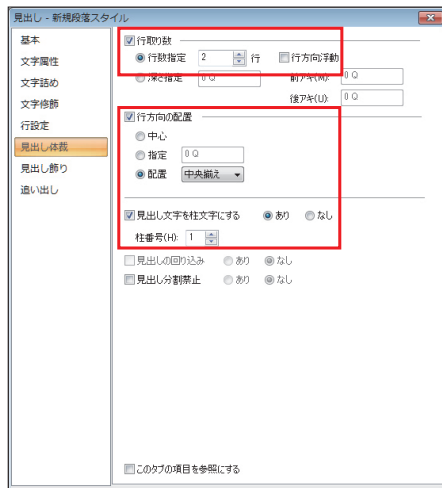 見出し - 新規段落スタイル
基本
文字属性
文字詰め
文字修飾
行設定
見出し体裁
見出し飾り
追い出し
行取り数
行数指定 2 行 行方向浮動
深さ指定 0 Q 前アキ(M): 0 Q
後アキ(U): 0 Q
行方向の配置
中心
指定 0 Q
配置 中央揃え
見出し文字を柱文字にする あり なし
柱番号(H): 1
見出しの回り込み あり なし
見出し分割禁止 あり なし
このタブの項目を参照にする